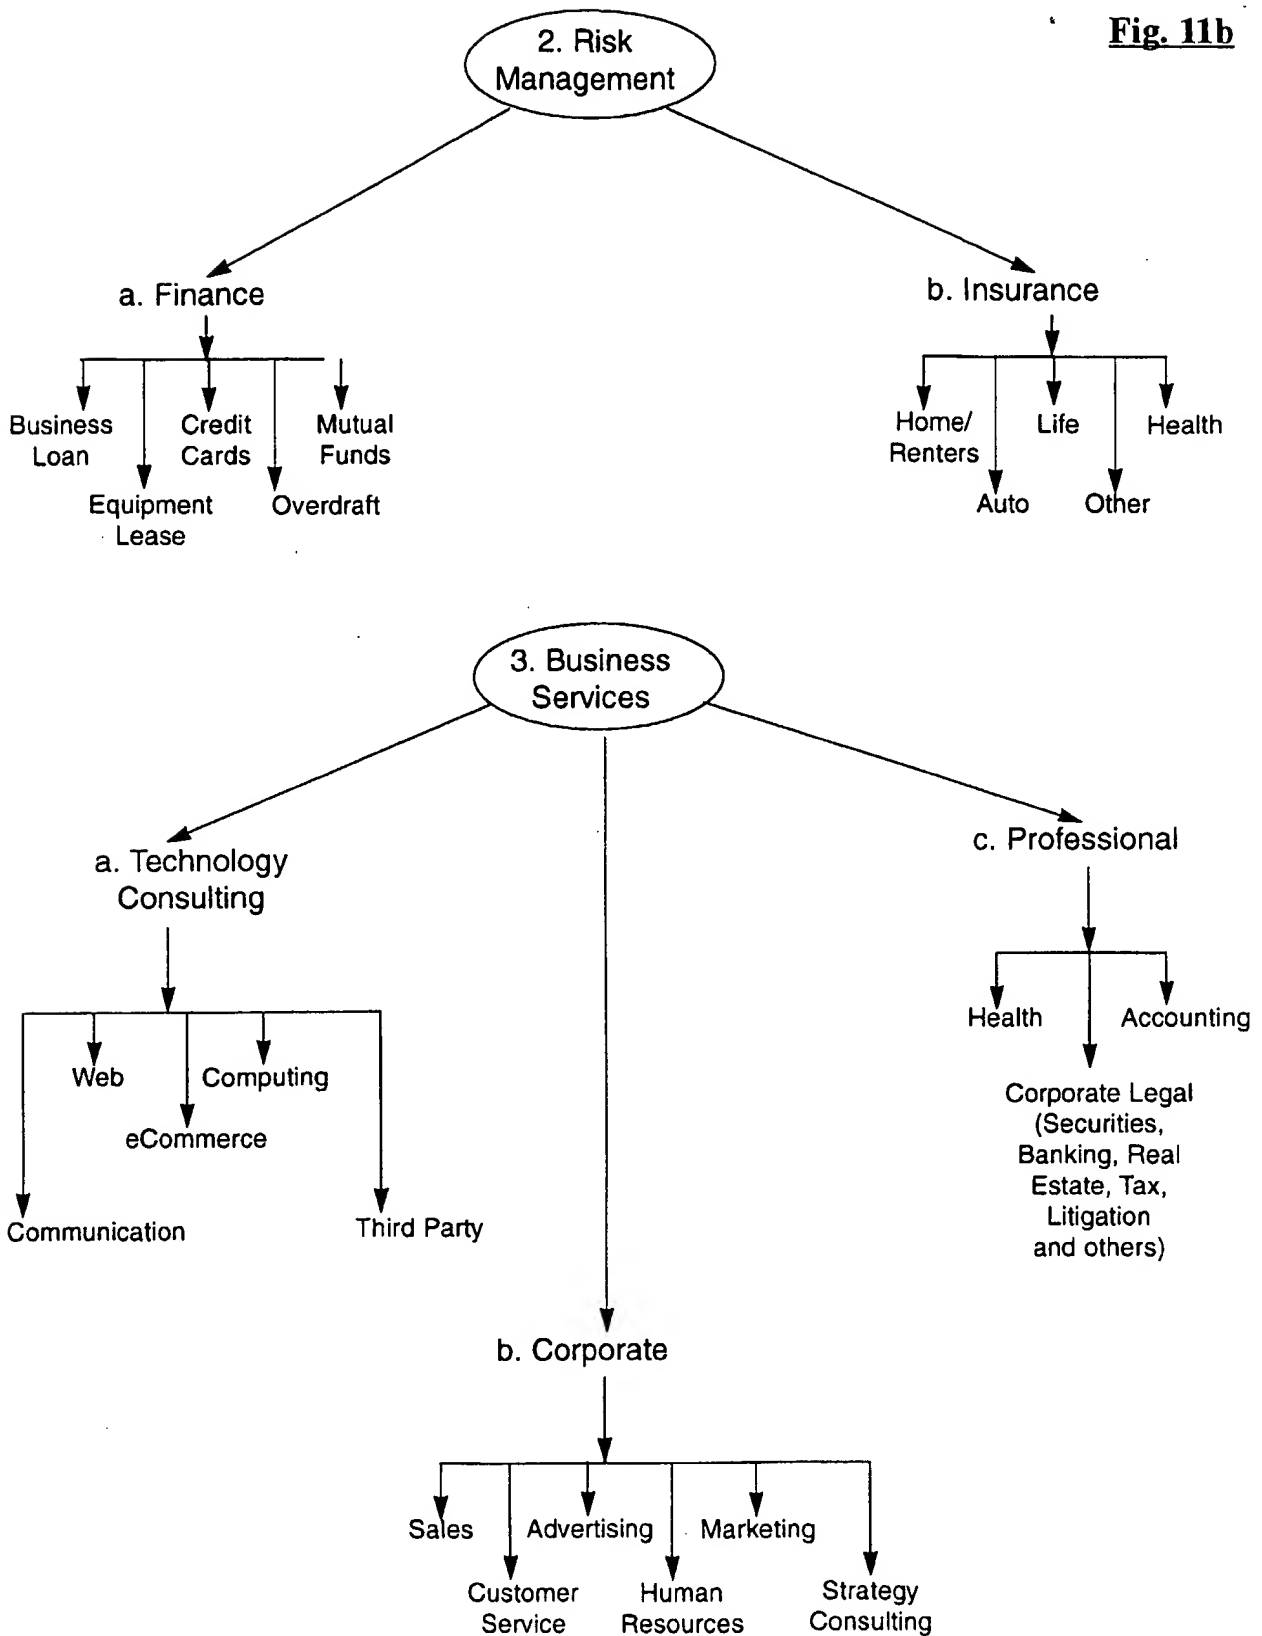 Fig. 11b
2. Risk
Management
a. Finance
b. Insurance
Business
Loan
Equipment
Lease
Credit
Cards
Overdraft
Mutual
Funds
Home/
Renters
Auto
Life
Other
Health
3. Business
Services
a. Technology
Consulting
Communication
Web
eCommerce
Computing
Third Party
c. Professional
Health
Corporate Legal
(Securities,
Banking, Real
Estate, Tax,
Litigation
and others)
Accounting
b. Corporate
Sales
Customer
Service
Advertising
Human
Resources
Marketing
Strategy
Consulting